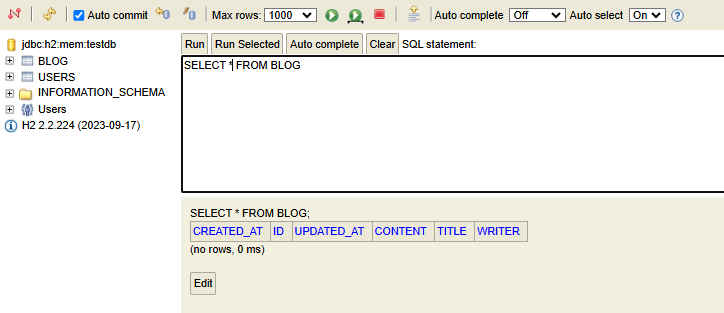 Auto commit Max rows: 1000 Auto complete Off Auto select On ?
jdbc:h2:mem:testdb
BLOG
USERS
INFORMATION_SCHEMA
Users
H2 2.2.224 (2023-09-17)
Run Run Selected Auto complete Clear SQL statement:
SELECT * FROM BLOG
SELECT * FROM BLOG;
CREATED_AT ID UPDATED_AT CONTENT TITLE WRITER
(no rows, 0 ms)
Edit